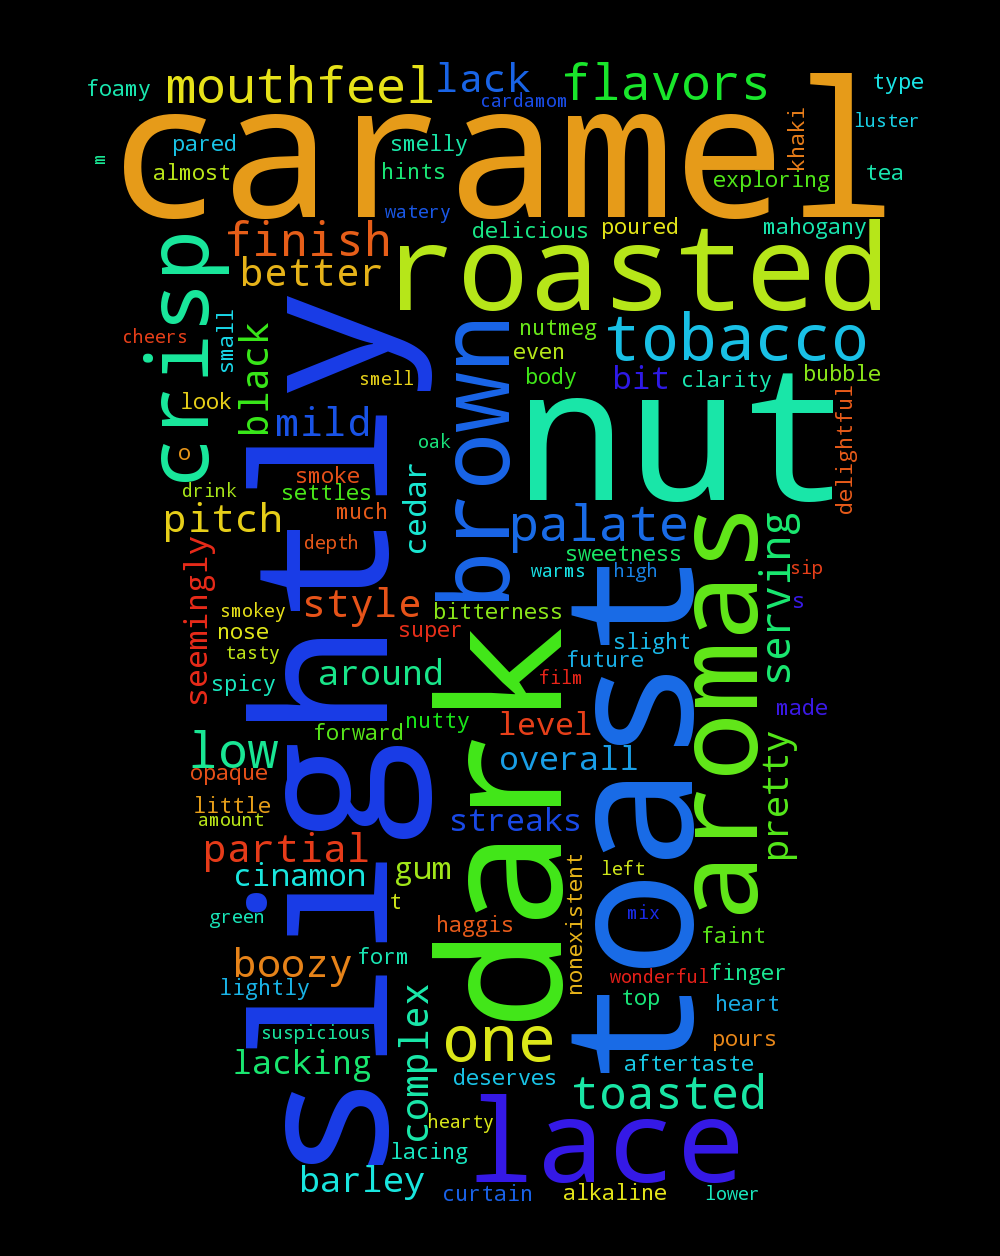 foamy
mouthfeel
lack
cardamom
flavors
type
caramel
khaki
luster
m
pared
almost
smelly
hints
exploring
tea
watery
finish
better
delicious
poured
mahogany
roasted
crisp
cheers
small
black
slightly
brown
nutmeg
even
body
tobacco
bit
clarity
bubble
nut
delightful
look
smell
mild
oak
o
drink
smoke
settles
much
cedar
pitch
depth
palate
sweetness
aromas
serving
sip
seemingly
warms
high
toast
s
smokey
style
bitterness
nose
super
tasty
slight
future
dark
around
spicy
film
made
forward
nutty
level
low
overall
pretty
opaque
little
amount
streaks
partial
cinamon
gum
t
left
nonexistent
mix
green
haggis
faint
boozy
form
wonderful
finger
lightly
complex
top
heart
suspicious
one
pours
lacking
aftertaste
deserves
toasted
lace
hearty
lacing
barley
curtain
alkaline
lower